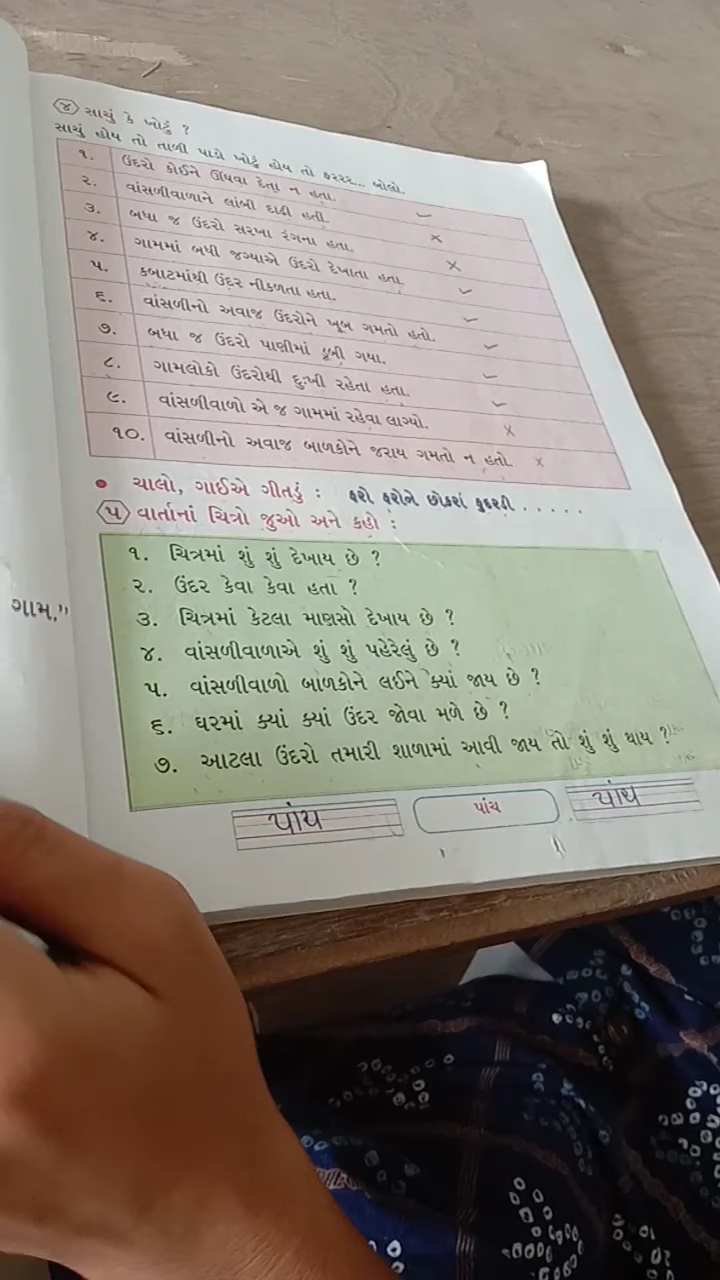 ૪ સાચું કે ખોટું ?
સાચું હોય તો તાળી પાડો ખોટું હોય તો ફરરર... બોલો.
૧. ઉંદરો કોઈને ઊંઘવા દેતા ન હતા. ✓
૨. વાંસળીવાળાને લાંબી દાઢી હતી. ×
૩. બધા જ ઉંદરો સરખા રંગના હતા. ×
૪. ગામમાં બધી જગ્યાએ ઉંદરો દેખાતા હતા. ✓
૫. કબાટમાંથી ઉંદર નીકળતા હતા. ✓
૬. વાંસળીનો અવાજ ઉંદરોને ખૂબ ગમતો હતો. ✓
૭. બધા જ ઉંદરો પાણીમાં ડૂબી ગયા. ✓
૮. ગામલોકો ઉંદરોથી દુઃખી રહેતા હતા. ✓
૯. વાંસળીવાળો એ જ ગામમાં રહેવા લાગ્યો. ×
૧૦. વાંસળીનો અવાજ બાળકોને જરાય ગમતો ન હતો. ×
• ચાલો, ગાઈએ ગીતડું : ફરો ફરોને છોકરાં ફુદરડી . . . . .
૫ વાર્તાનાં ચિત્રો જુઓ અને કહો :
૧. ચિત્રમાં શું શું દેખાય છે ?
૨. ઉંદર કેવા કેવા હતા ?
૩. ચિત્રમાં કેટલા માણસો દેખાય છે ?
૪. વાંસળીવાળાએ શું શું પહેરેલું છે ?
૫. વાંસળીવાળો બાળકોને લઈને ક્યાં જાય છે ?
૬. ઘરમાં ક્યાં ક્યાં ઉંદર જોવા મળે છે ?
૭. આટલા ઉંદરો તમારી શાળામાં આવી જાય તો શું શું થાય ?
પાંચ પાંચ પાંચ
ગામ."